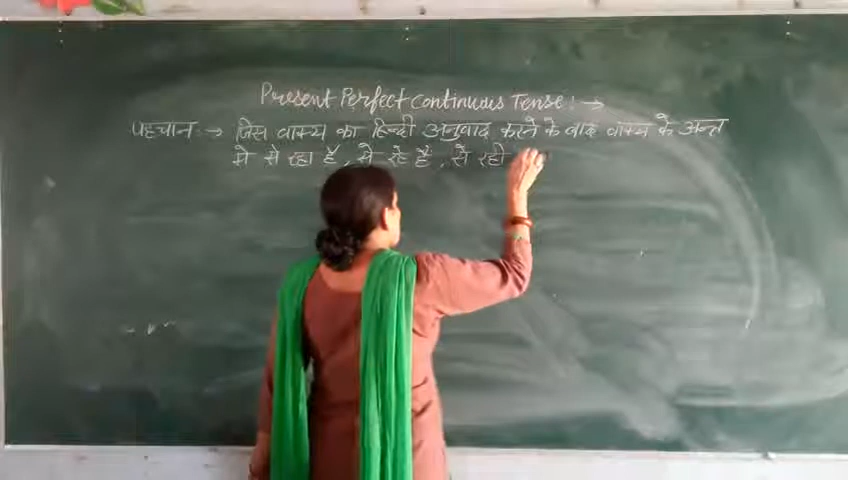 Present Perfect Continuous Tense : →
पहचान → जिस वाक्य का हिन्दी अनुवाद करने के बाद वाक्य के अन्त
में से रहा है, से रहे हैं, से रही